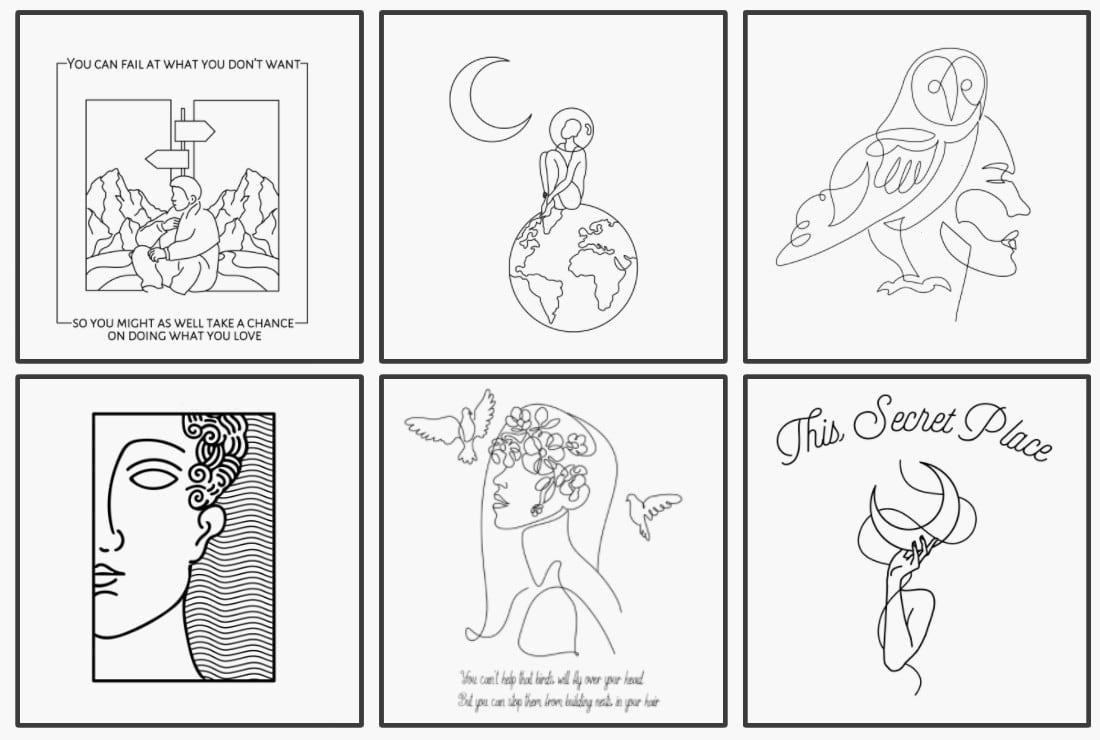 YOU CAN FAIL AT WHAT YOU DON'T WANT
SO YOU MIGHT AS WELL TAKE A CHANCE
ON DOING WHAT YOU LOVE
This Secret Place
You can't help that birds will fly over your head
But you can stop them from building nests in your hair